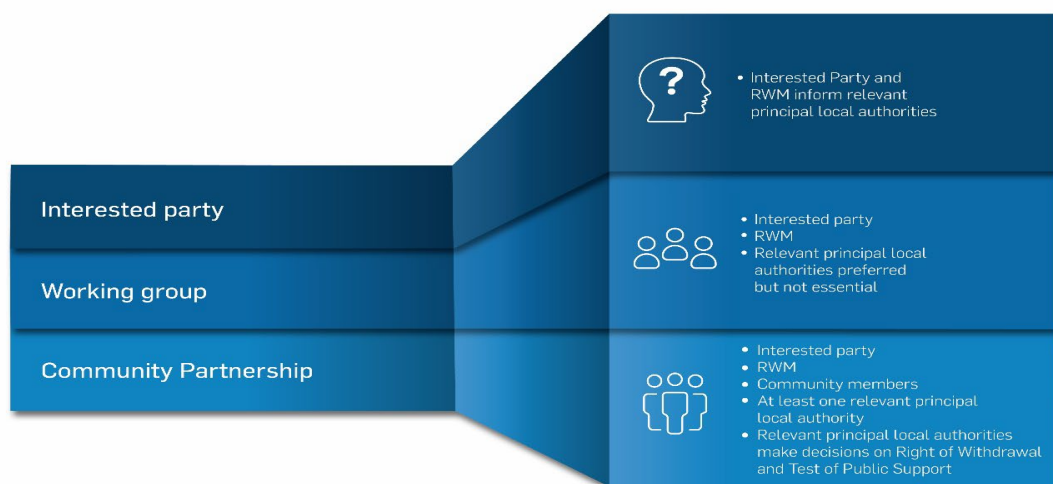 Interested party
?
• Interested Party and
RWM inform relevant
principal local authorities
Working group
• Interested party
• RWM
• Relevant principal local
authorities preferred
but not essential
Community Partnership
• Interested party
• RWM
• Community members
• At least one relevant principal
local authority
• Relevant principal local authorities
make decisions on Right of Withdrawal
and Test of Public Support